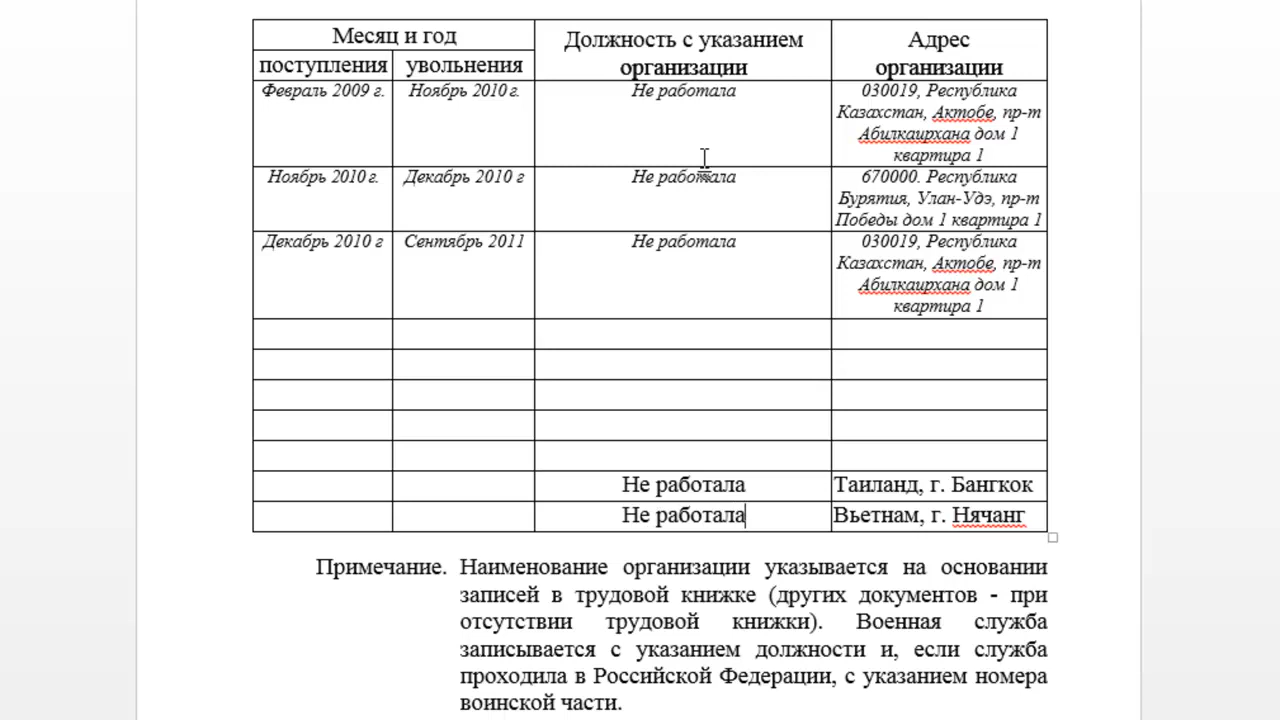 Месяц и год
Должность с указанием организации
Адрес организации
поступления увольнения
Февраль 2009 г. Ноябрь 2010 г. Не работала 030019, Республика
Казахстан, Актобе, пр-т
Абилкаирхана дом 1
квартира 1
Ноябрь 2010 г. Декабрь 2010 г Не работала 670000. Республика
Бурятия, Улан-Удэ, пр-т
Победы дом 1 квартира 1
Декабрь 2010 г Сентябрь 2011 Не работала 030019, Республика
Казахстан, Актобе, пр-т
Абилкаирхана дом 1
квартира 1
Не работала Таиланд, г. Бангкок
Не работала Вьетнам, г. Нячанг
Примечание. Наименование организации указывается на основании
записей в трудовой книжке (других документов - при
отсутствии трудовой книжки). Военная служба
записывается с указанием должности и, если служба
проходила в Российской Федерации, с указанием номера
воинской части.